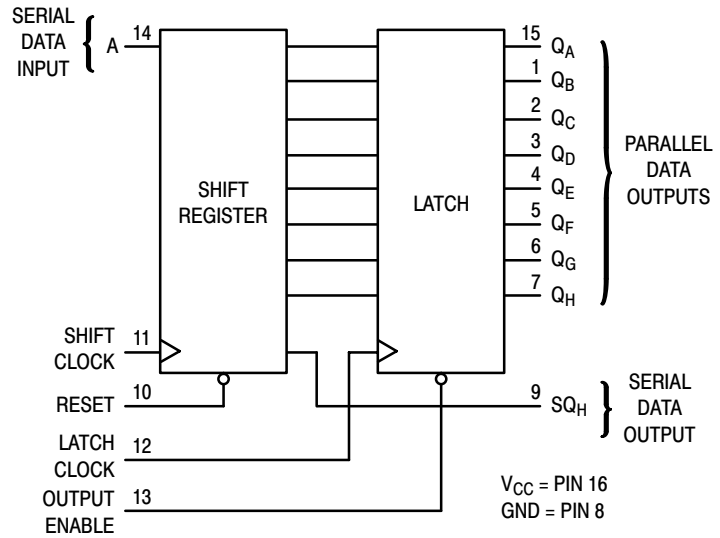 SERIAL
DATA
INPUT
A 14
SHIFT
REGISTER
LATCH
15 QA
1 QB
2 QC
3 QD
4 QE
5 QF
6 QG
7 QH
PARALLEL
DATA
OUTPUTS
SHIFT
CLOCK
11
RESET
10
LATCH
CLOCK
12
OUTPUT
ENABLE
13
9 SQH
SERIAL
DATA
OUTPUT
VCC = PIN 16
GND = PIN 8